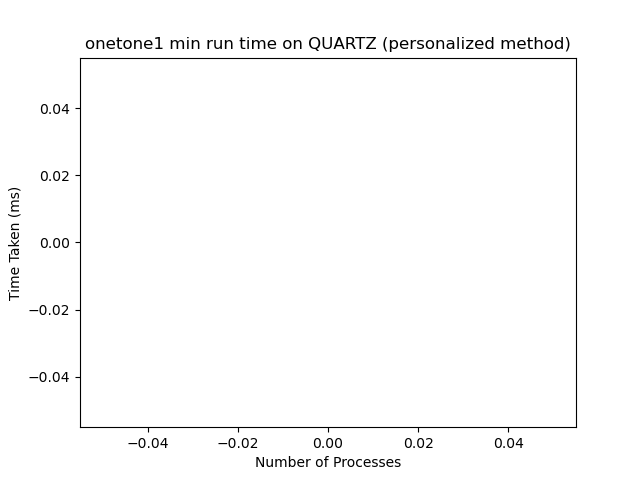 onetone1 min run time on QUARTZ (personalized method)
0.04
0.02
0.00
−0.02
−0.04
Time Taken (ms)
−0.04 −0.02 0.00 0.02 0.04
Number of Processes